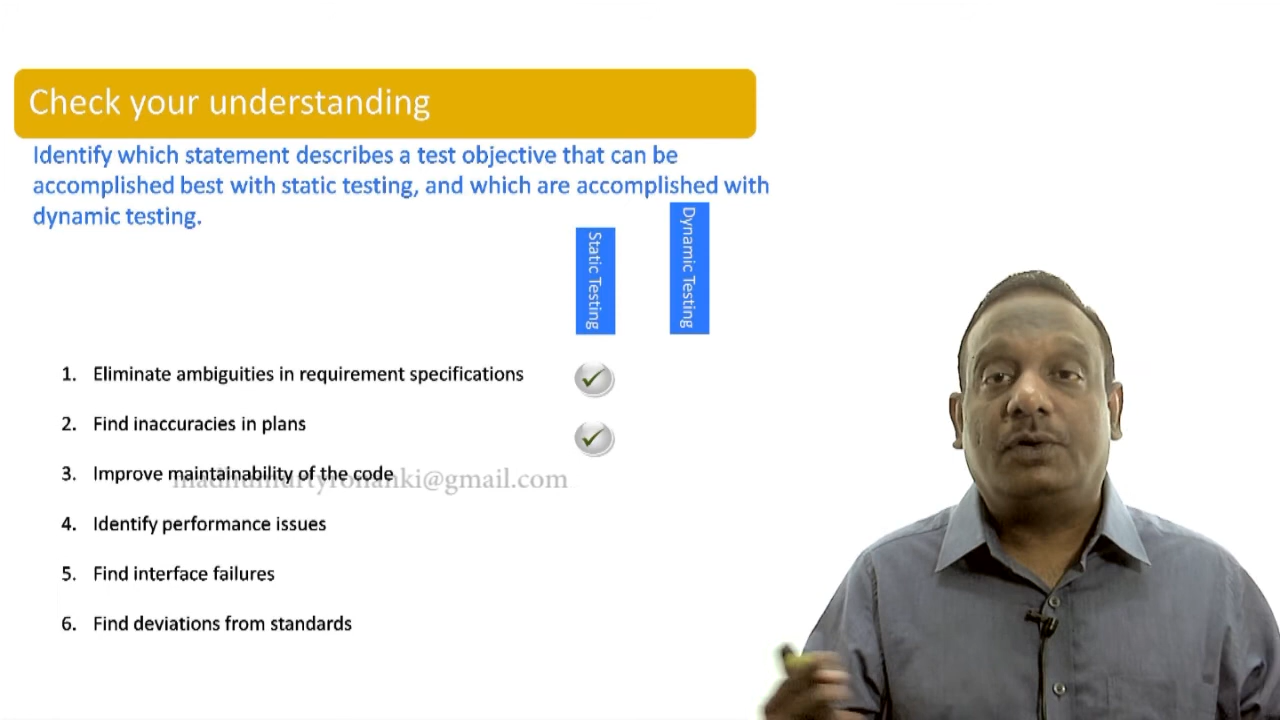 Check your understanding
Identify which statement describes a test objective that can be
accomplished best with static testing, and which are accomplished with
dynamic testing.
Static Testing
Dynamic Testing
1. Eliminate ambiguities in requirement specifications
2. Find inaccuracies in plans
3. Improve maintainability of the code
madhumurtyronanki@gmail.com
4. Identify performance issues
5. Find interface failures
6. Find deviations from standards